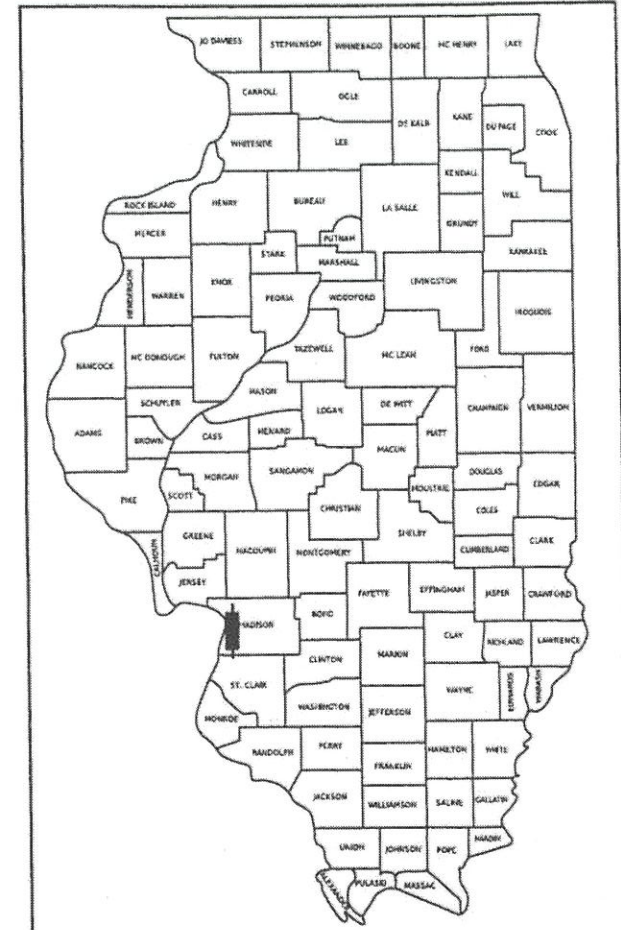 JO DAVIESS STEPHENSON WINNEBAGO BOONE MC HENRY LAKE
CARROLL OGLE DE KALB KANE DU PAGE COOK
WHITESIDE LEE
KENDALL WILL
ROCK ISLAND HENRY BUREAU LA SALLE GRUNDY
MERCER PUTNAM KANKAKEE
STARK MARSHALL
HENDERSON WARREN KNOX PEORIA WOODFORD LIVINGSTON IROQUOIS
HANCOCK MC DONOUGH FULTON TAZEWELL MC LEAN FORD
SCHUYLER MASON LOGAN DE WITT CHAMPAIGN VERMILION
ADAMS BROWN CASS MENARD MACON PIATT
PIKE SCOTT MORGAN SANGAMON MOULTRIE DOUGLAS EDGAR
CHRISTIAN COLES
CALHOUN GREENE MACOUPIN MONTGOMERY SHELBY CUMBERLAND CLARK
JERSEY FAYETTE EFFINGHAM JASPER CRAWFORD
MADISON BOND CLAY RICHLAND LAWRENCE
CLINTON MARION
ST. CLAIR WAYNE EDWARDS WABASH
MONROE WASHINGTON JEFFERSON
RANDOLPH PERRY HAMILTON WHITE
FRANKLIN
JACKSON WILLIAMSON SALINE GALLATIN
UNION JOHNSON POPE HARDIN
ALEXANDER PULASKI MASSAC